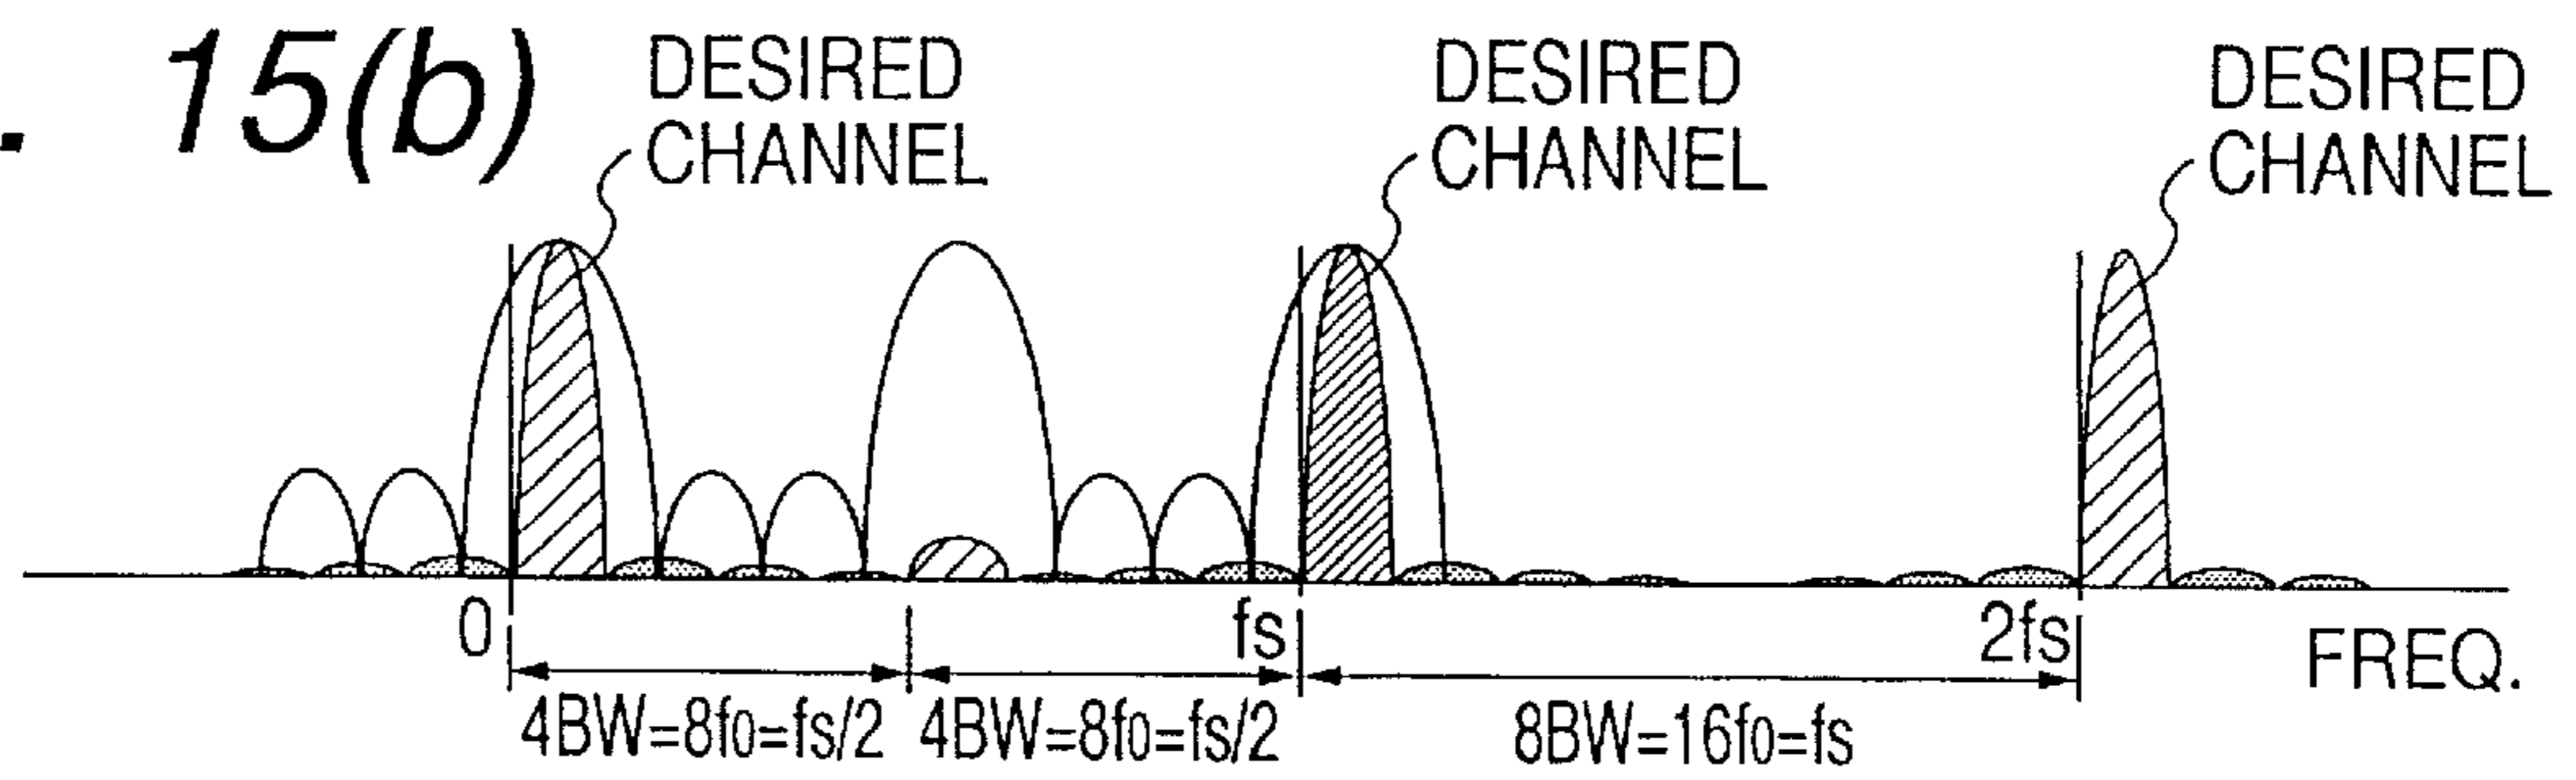 . 15(b)
DESIRED
CHANNEL
DESIRED
CHANNEL
DESIRED
CHANNEL
0
fs
2fs
FREQ.
4BW=8f0=fs/2
4BW=8f0=fs/2
8BW=16f0=fs